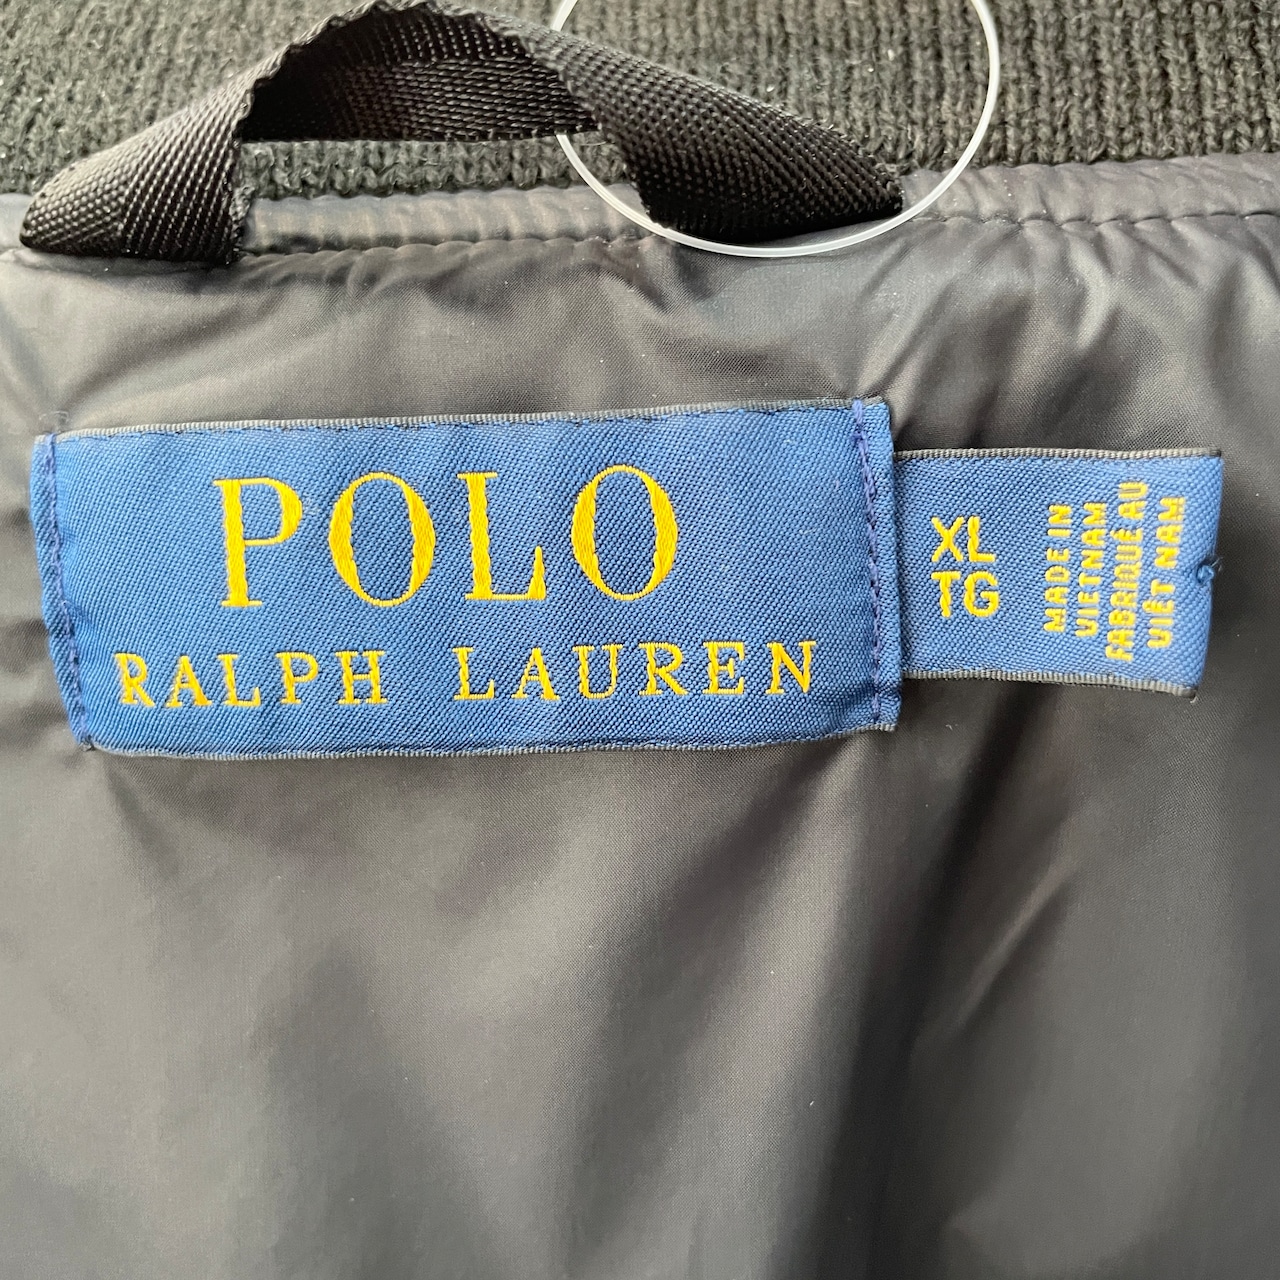 POLO
RALPH LAUREN
XL
TG
MADE IN
VIETNAM
FABRIQUÉ AU
VIÊT NAM